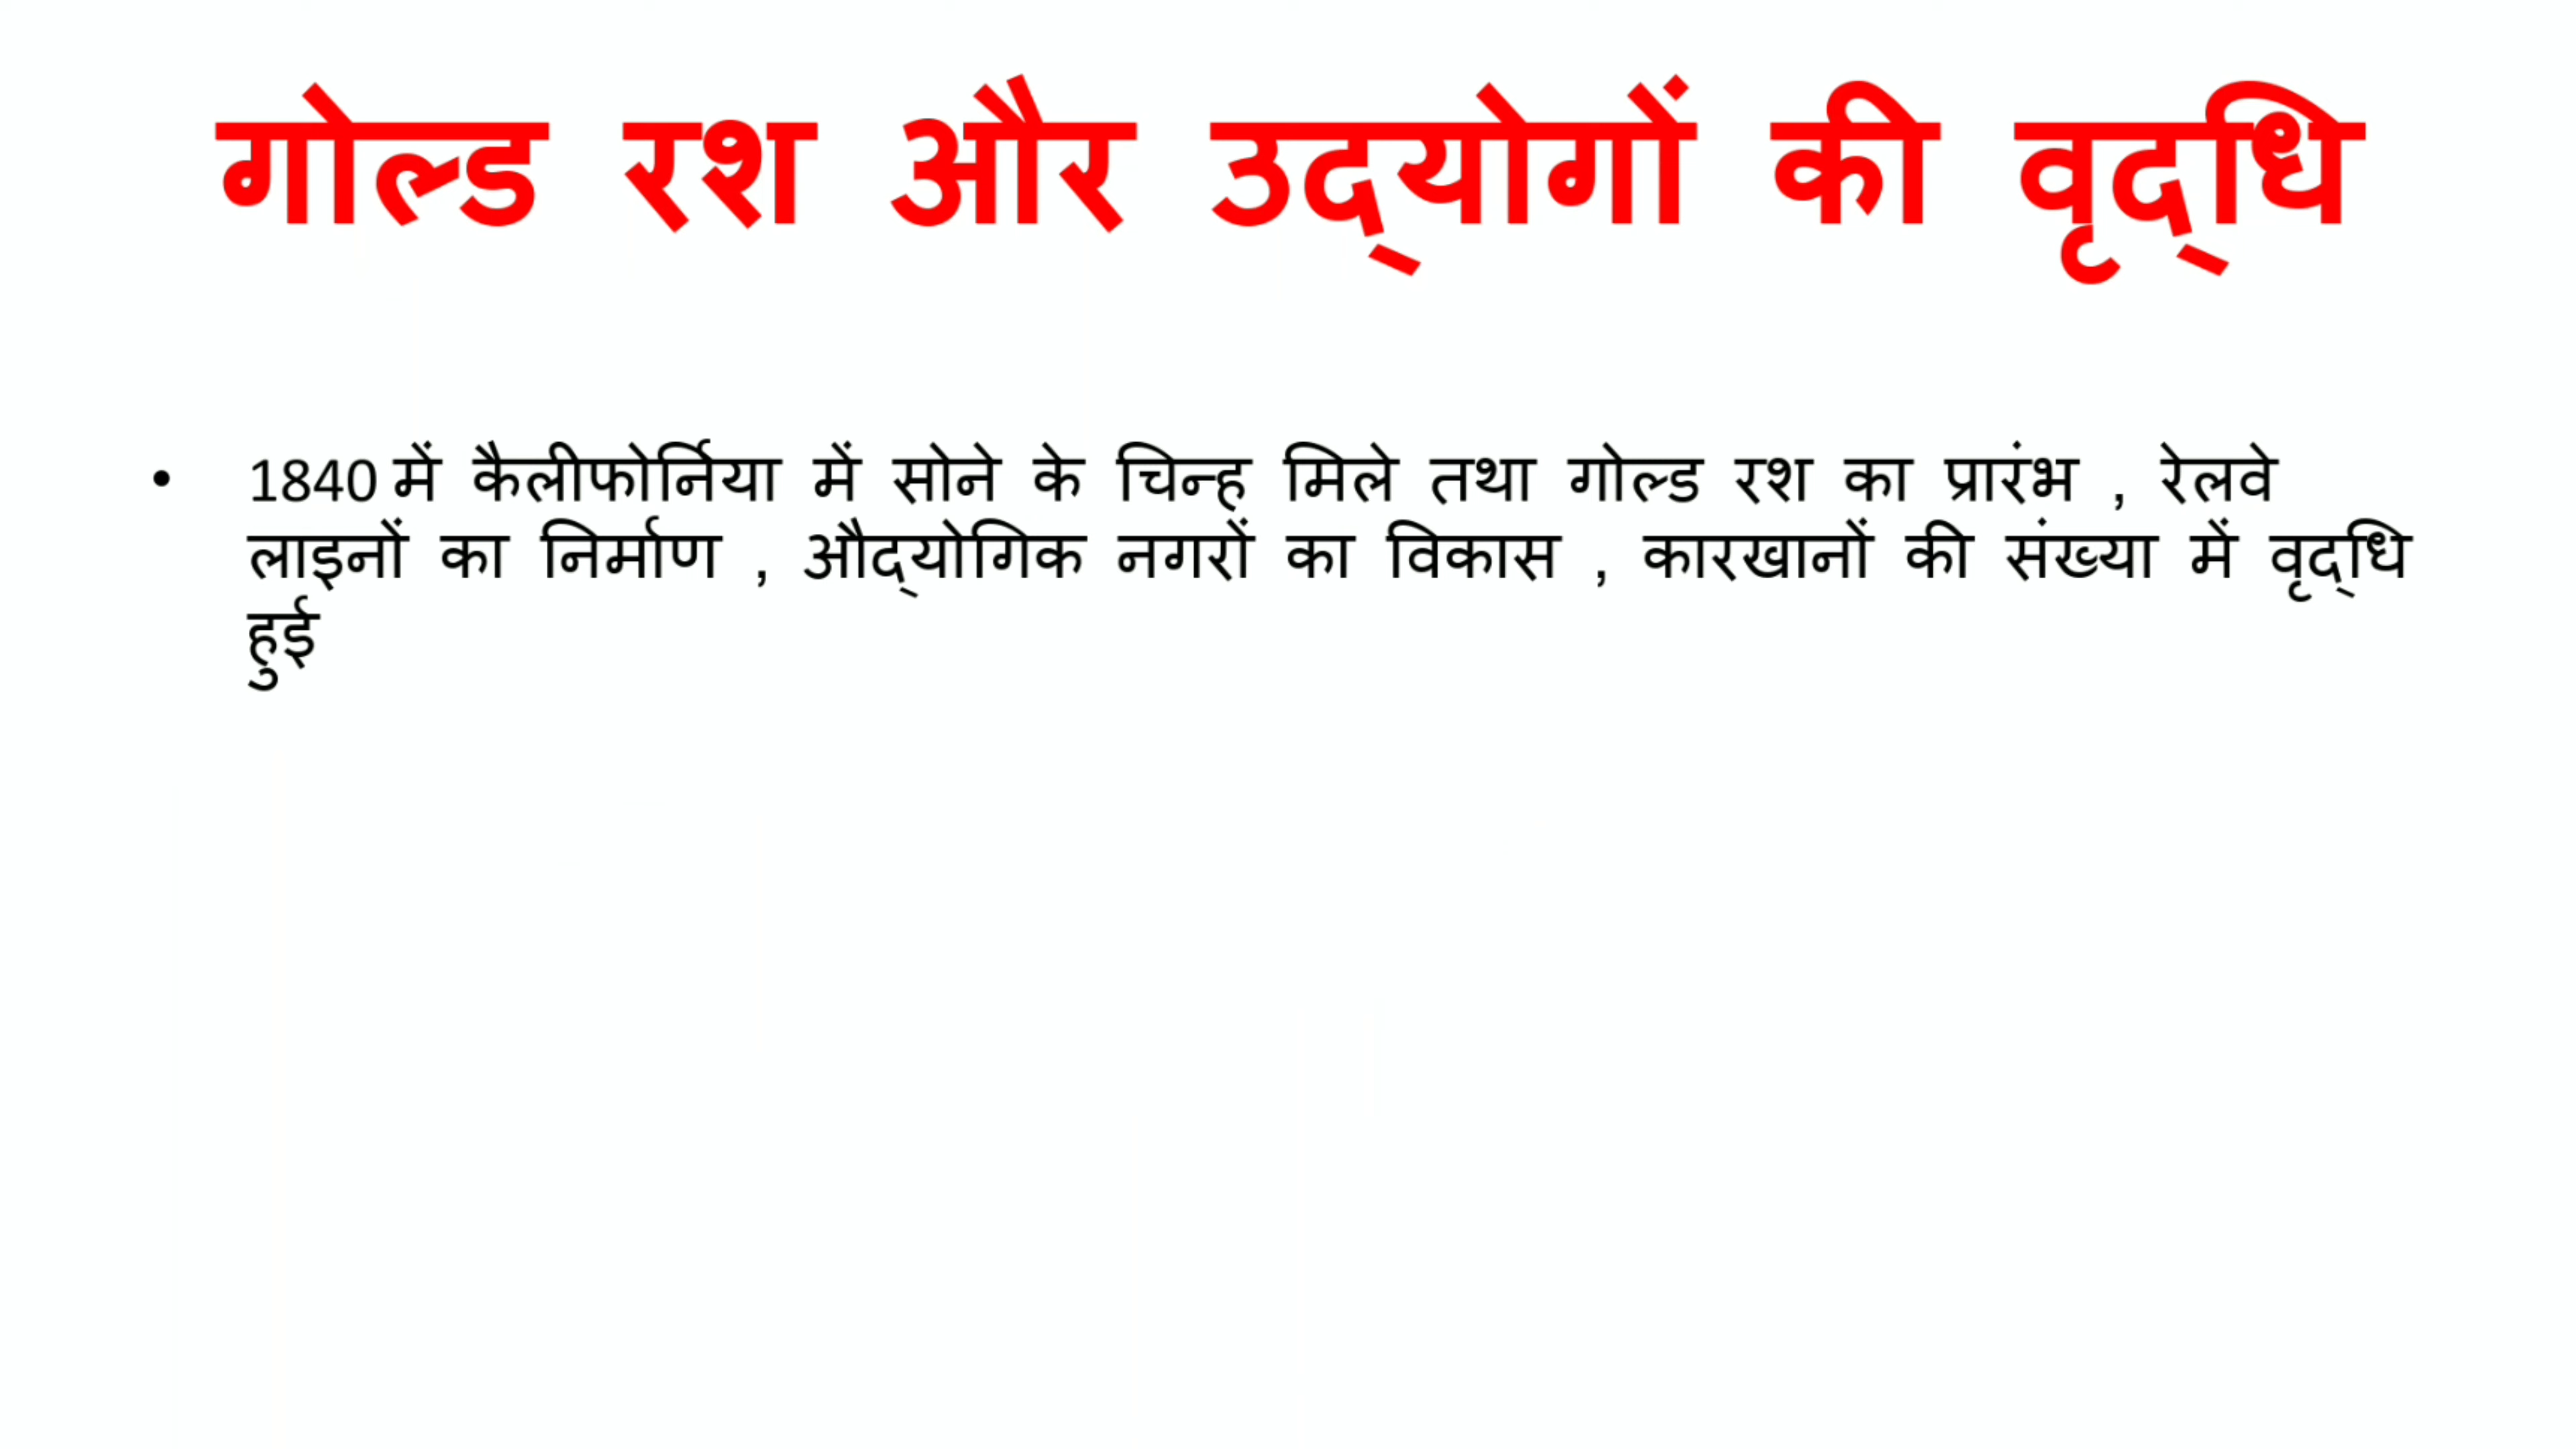 गोल्ड रश और उद्योगों की वृद्धि
• 1840 में कैलीफोर्निया में सोने के चिन्ह मिले तथा गोल्ड रश का प्रारंभ , रेलवे
लाइनों का निर्माण , औद्योगिक नगरों का विकास , कारखानों की संख्या में वृद्धि
हुई